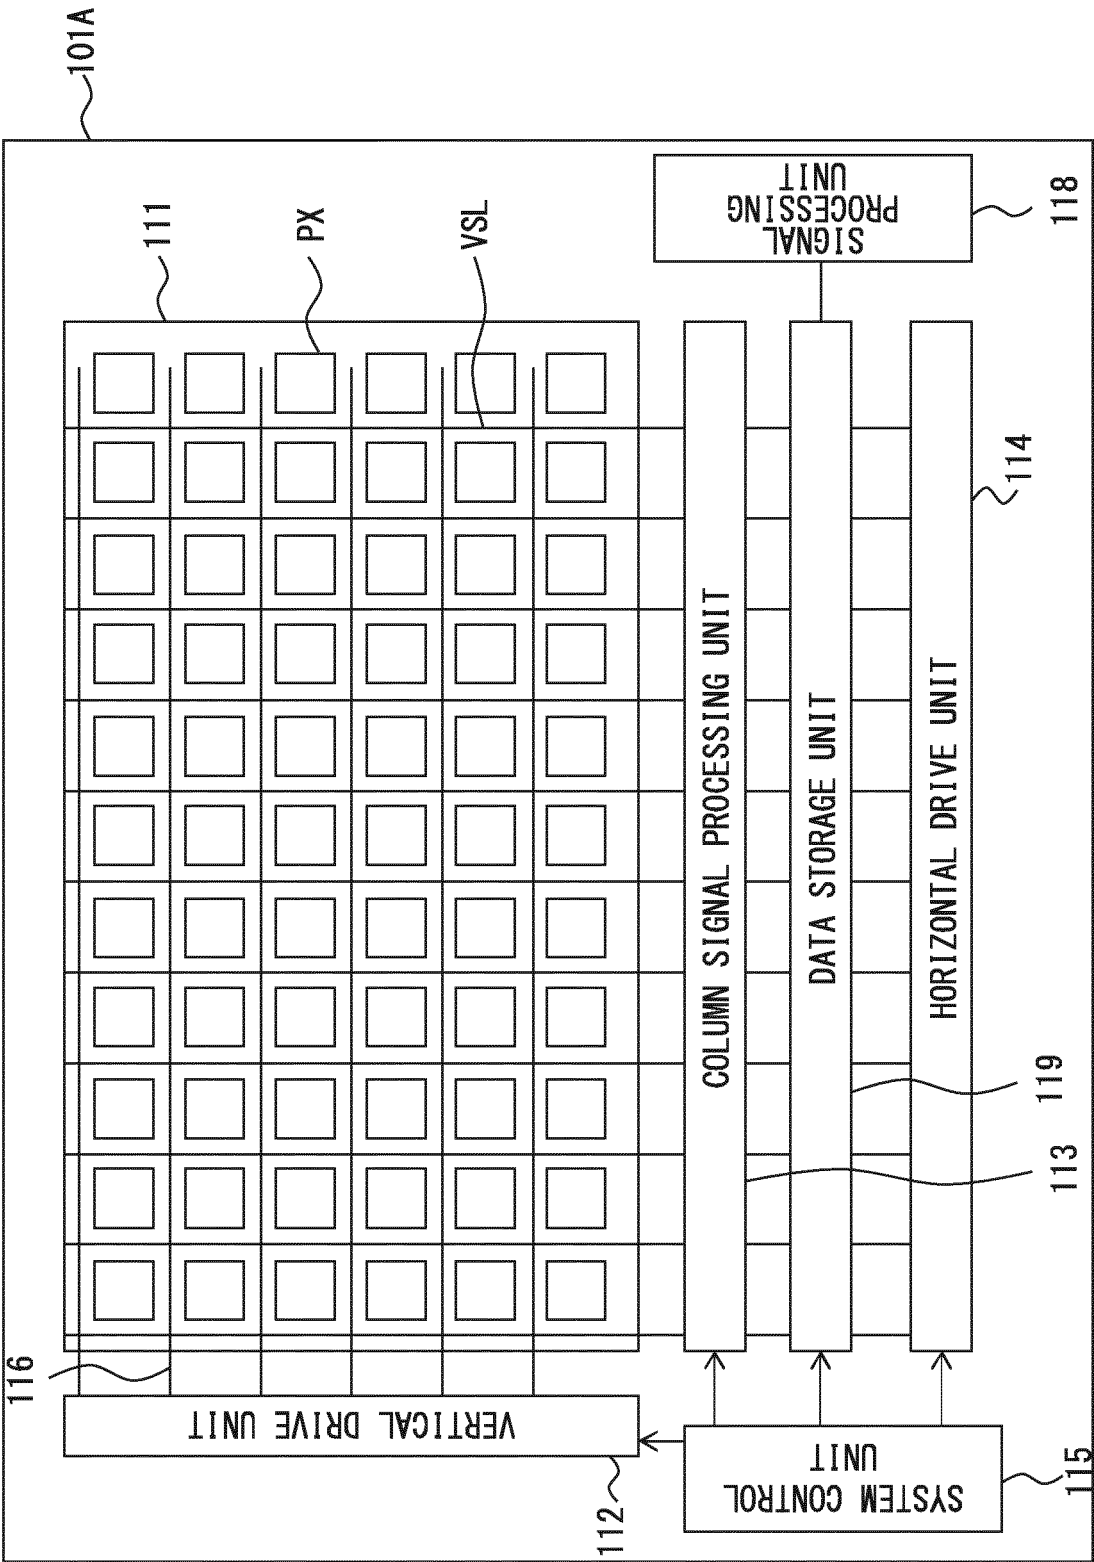 101A
111
PX
VSL
116
VERTICAL DRIVE UNIT
112
COLUMN SIGNAL PROCESSING UNIT
113
DATA STORAGE UNIT
119
HORIZONTAL DRIVE UNIT
114
SIGNAL
PROCESSING
UNIT
118
SYSTEM CONTROL
UNIT
115